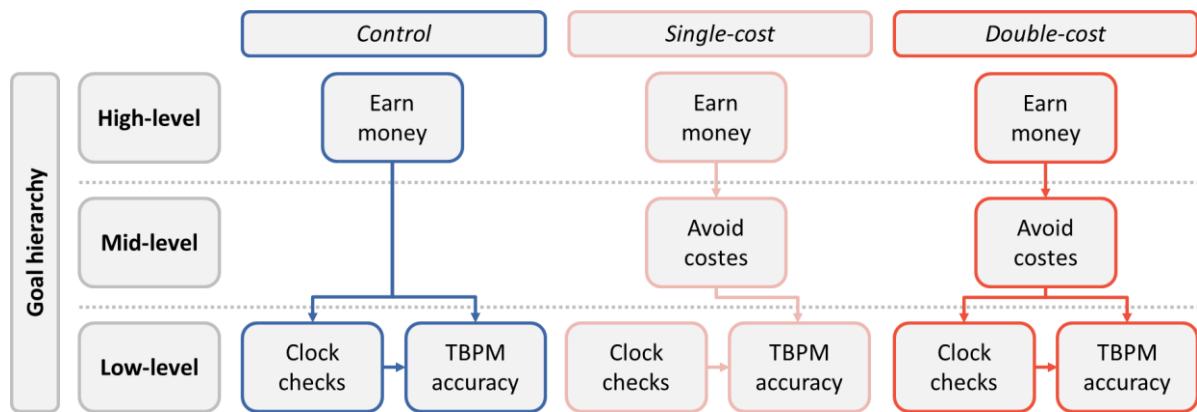 Control
Single-cost
Double-cost
Goal hierarchy
High-level
Earn
money
Earn
money
Earn
money
Mid-level
Avoid
costes
Avoid
costes
Low-level
Clock
checks
TBPM
accuracy
Clock
checks
TBPM
accuracy
Clock
checks
TBPM
accuracy